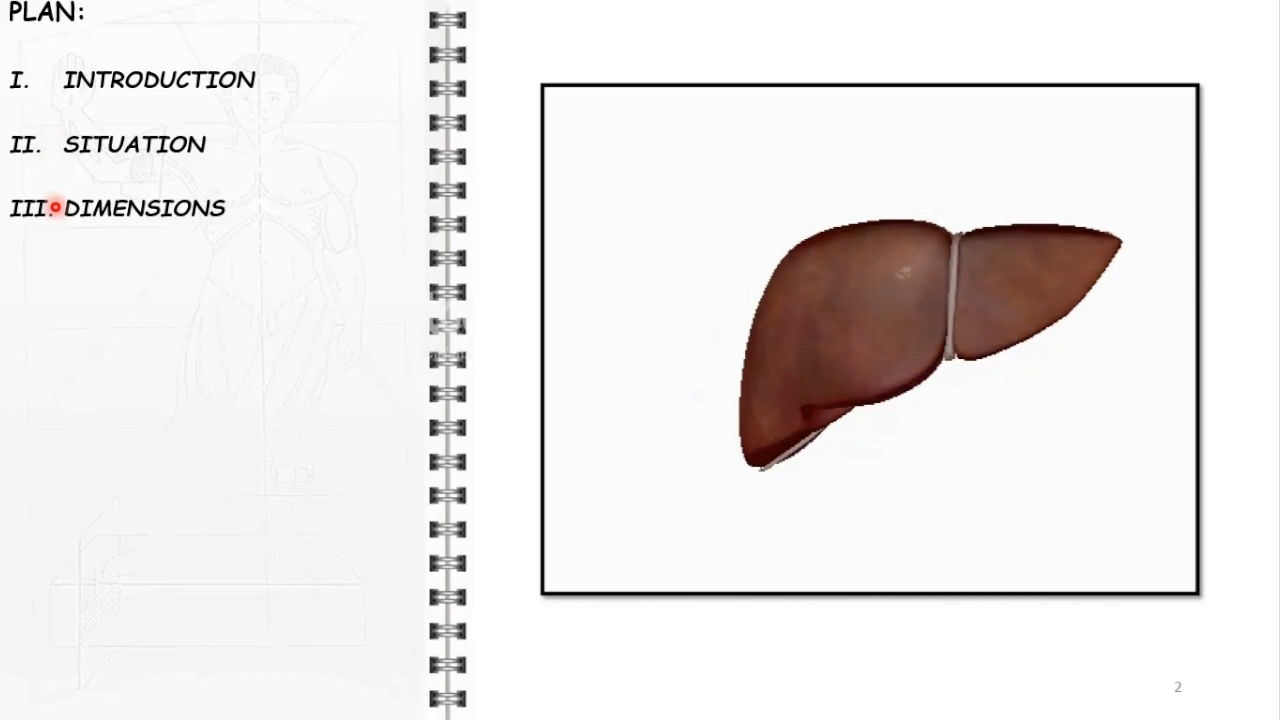 PLAN:
I. INTRODUCTION
II. SITUATION
III. DIMENSIONS
2